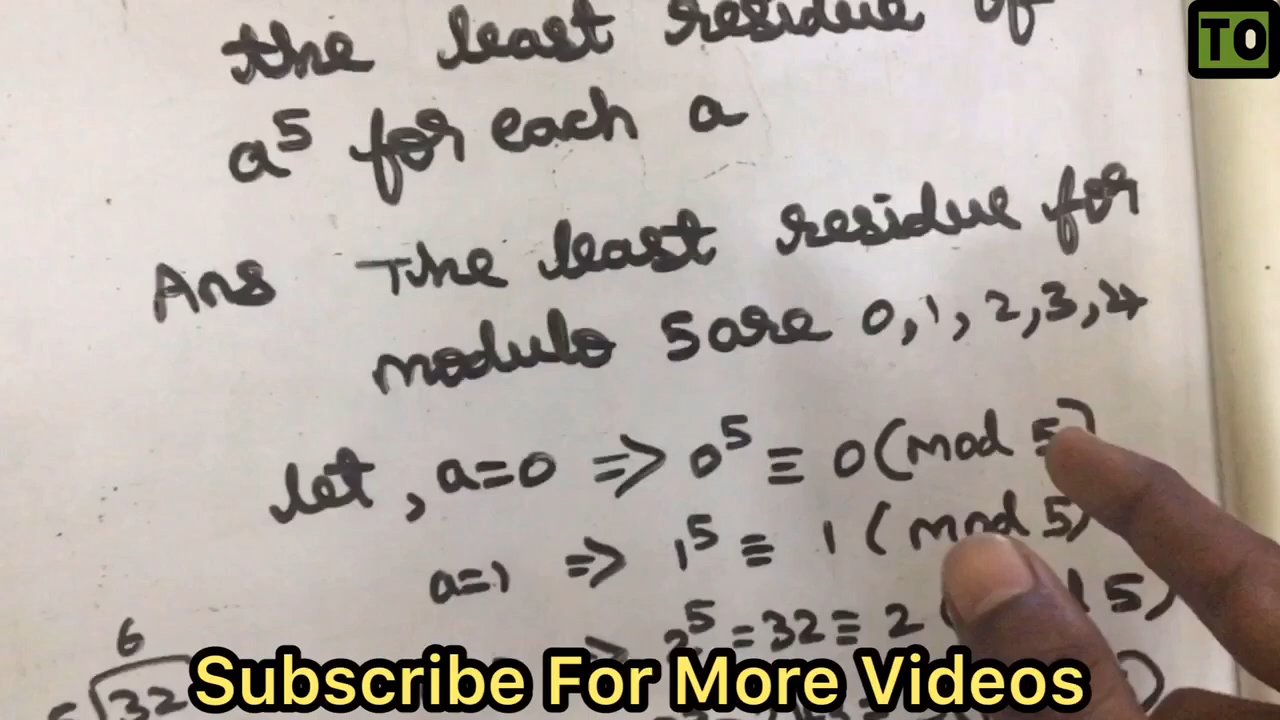 TO
the least residue of
a⁵ for each a
Ans The least residue for
modulo 5 are 0, 1, 2, 3, 4
let, a=0 => 0⁵ ≡ 0 (mod 5)
a=1 => 1⁵ ≡ 1 (mod 5)
=> 2⁵ = 32 ≡ 2 ( d 5)
6
32
Subscribe For More Videos